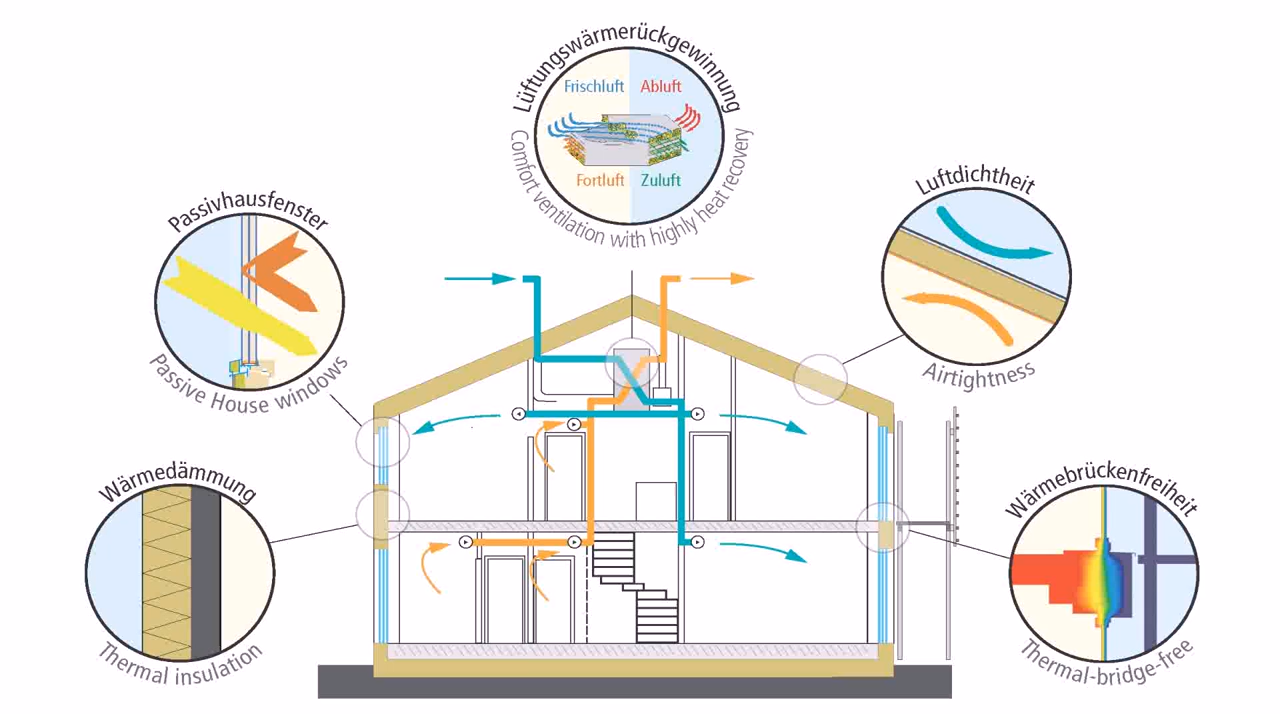 Lüftungswärmerückgewinnung
Frischluft
Abluft
Fortluft
Zuluft
Comfort ventilation with highly heat recovery
Passivhausfenster
Passive House windows
Luftdichtheit
Airtightness
Wärmedämmung
Thermal insulation
Wärmebrückenfreiheit
Thermal-bridge-free